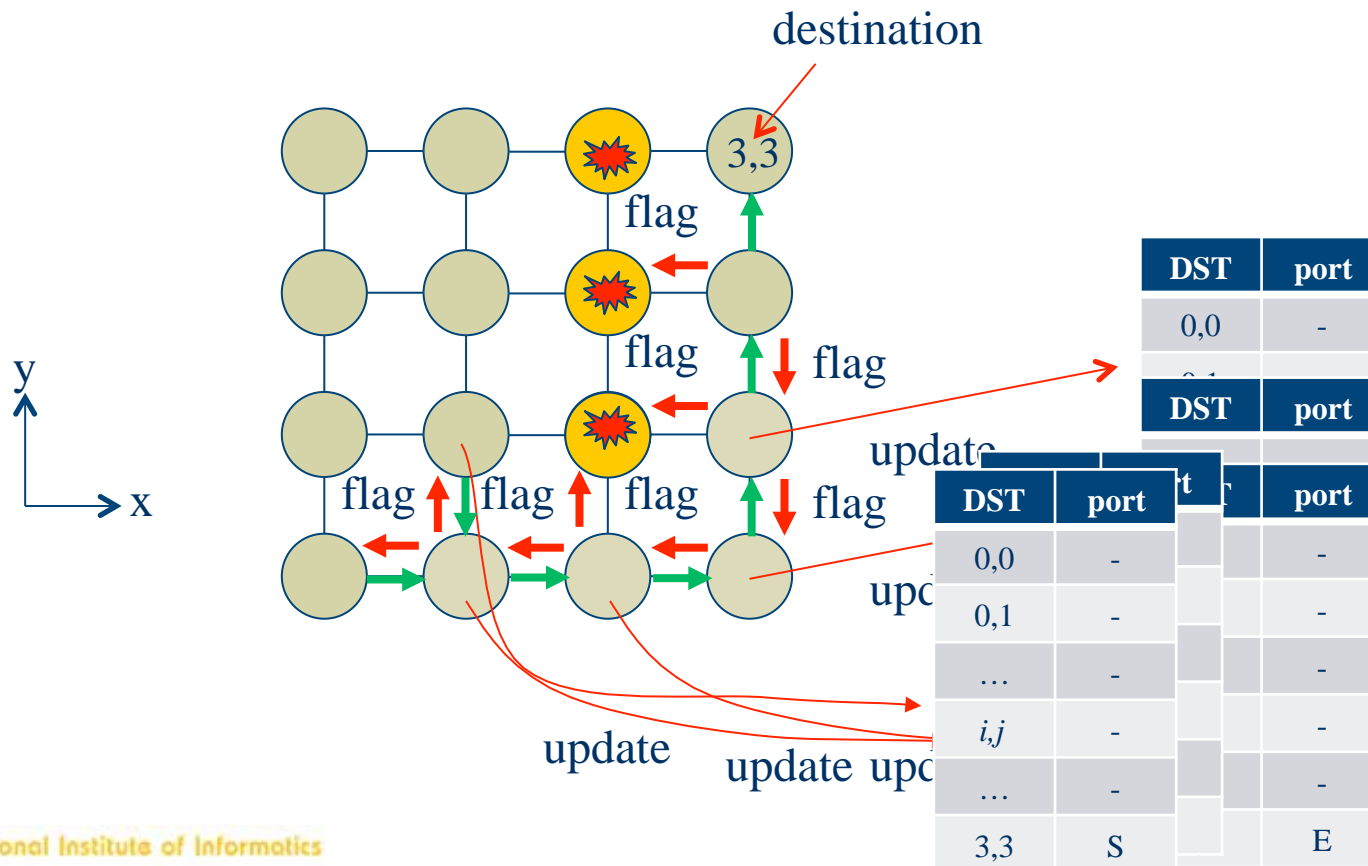 destination
3,3
flag
flag
flag
y
x
flag
flag
flag
flag
update
update
update
DST port
0,0 -
DST port
DST port
0,0 -
0,1 -
… -
i,j -
… -
3,3 S
port
-
-
-
-
-
E
onal Institute of Informatics